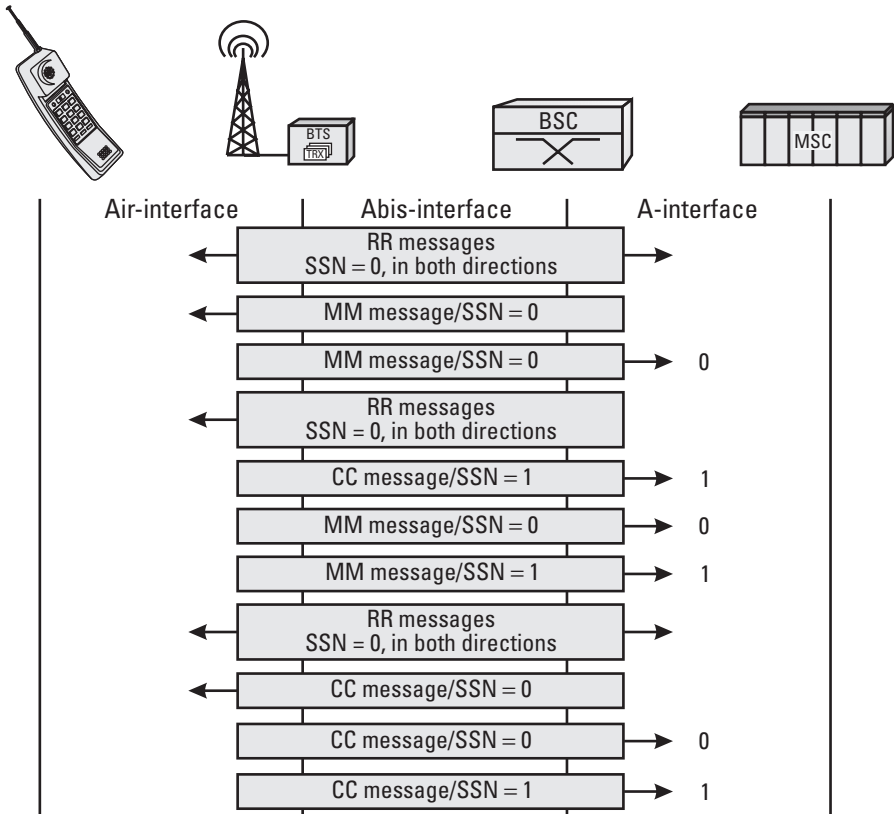 BTS
TRX
BSC
MSC
Air-interface
Abis-interface
A-interface
RR messages
SSN = 0, in both directions
MM message/SSN = 0
MM message/SSN = 0
0
RR messages
SSN = 0, in both directions
CC message/SSN = 1
1
MM message/SSN = 0
0
MM message/SSN = 1
1
RR messages
SSN = 0, in both directions
CC message/SSN = 0
CC message/SSN = 0
0
CC message/SSN = 1
1